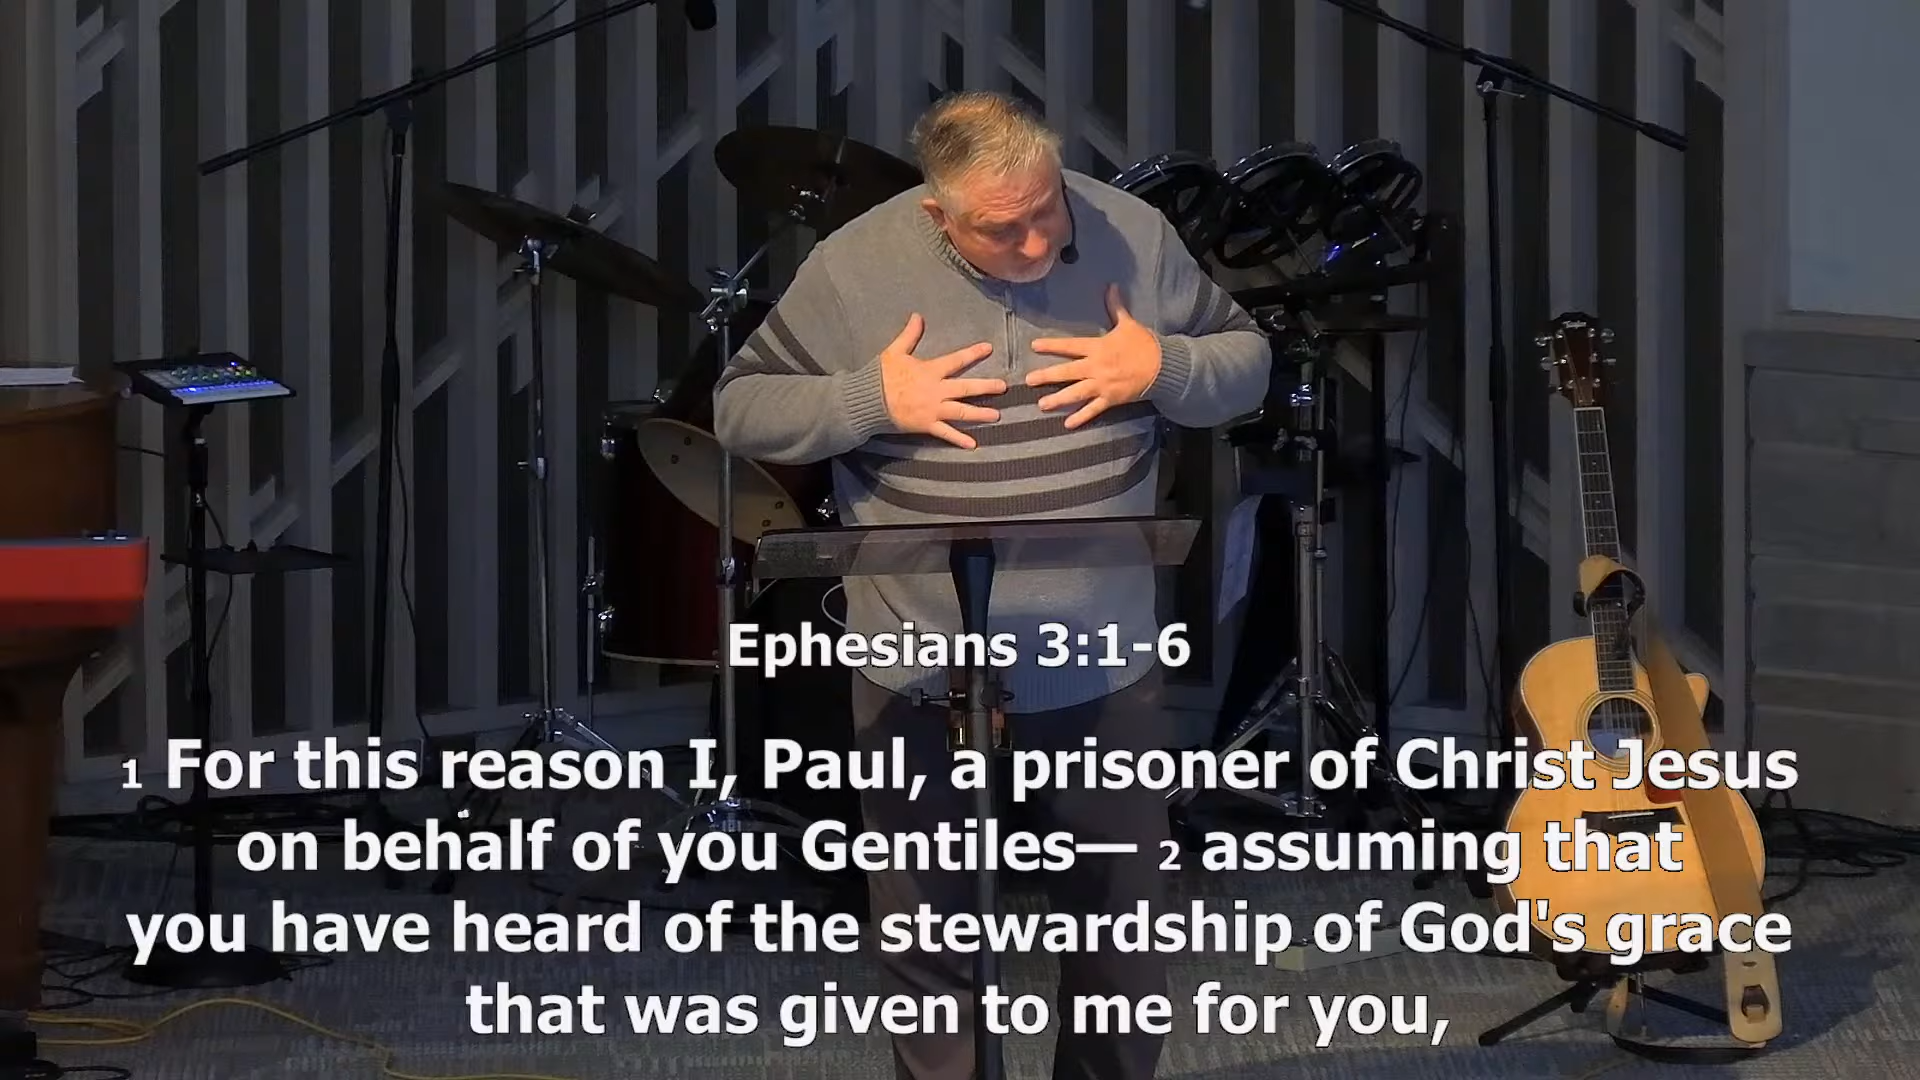 Ephesians 3:1-6
1 For this reason I, Paul, a prisoner of Christ Jesus
on behalf of you Gentiles— 2 assuming that
you have heard of the stewardship of God's grace
that was given to me for you,